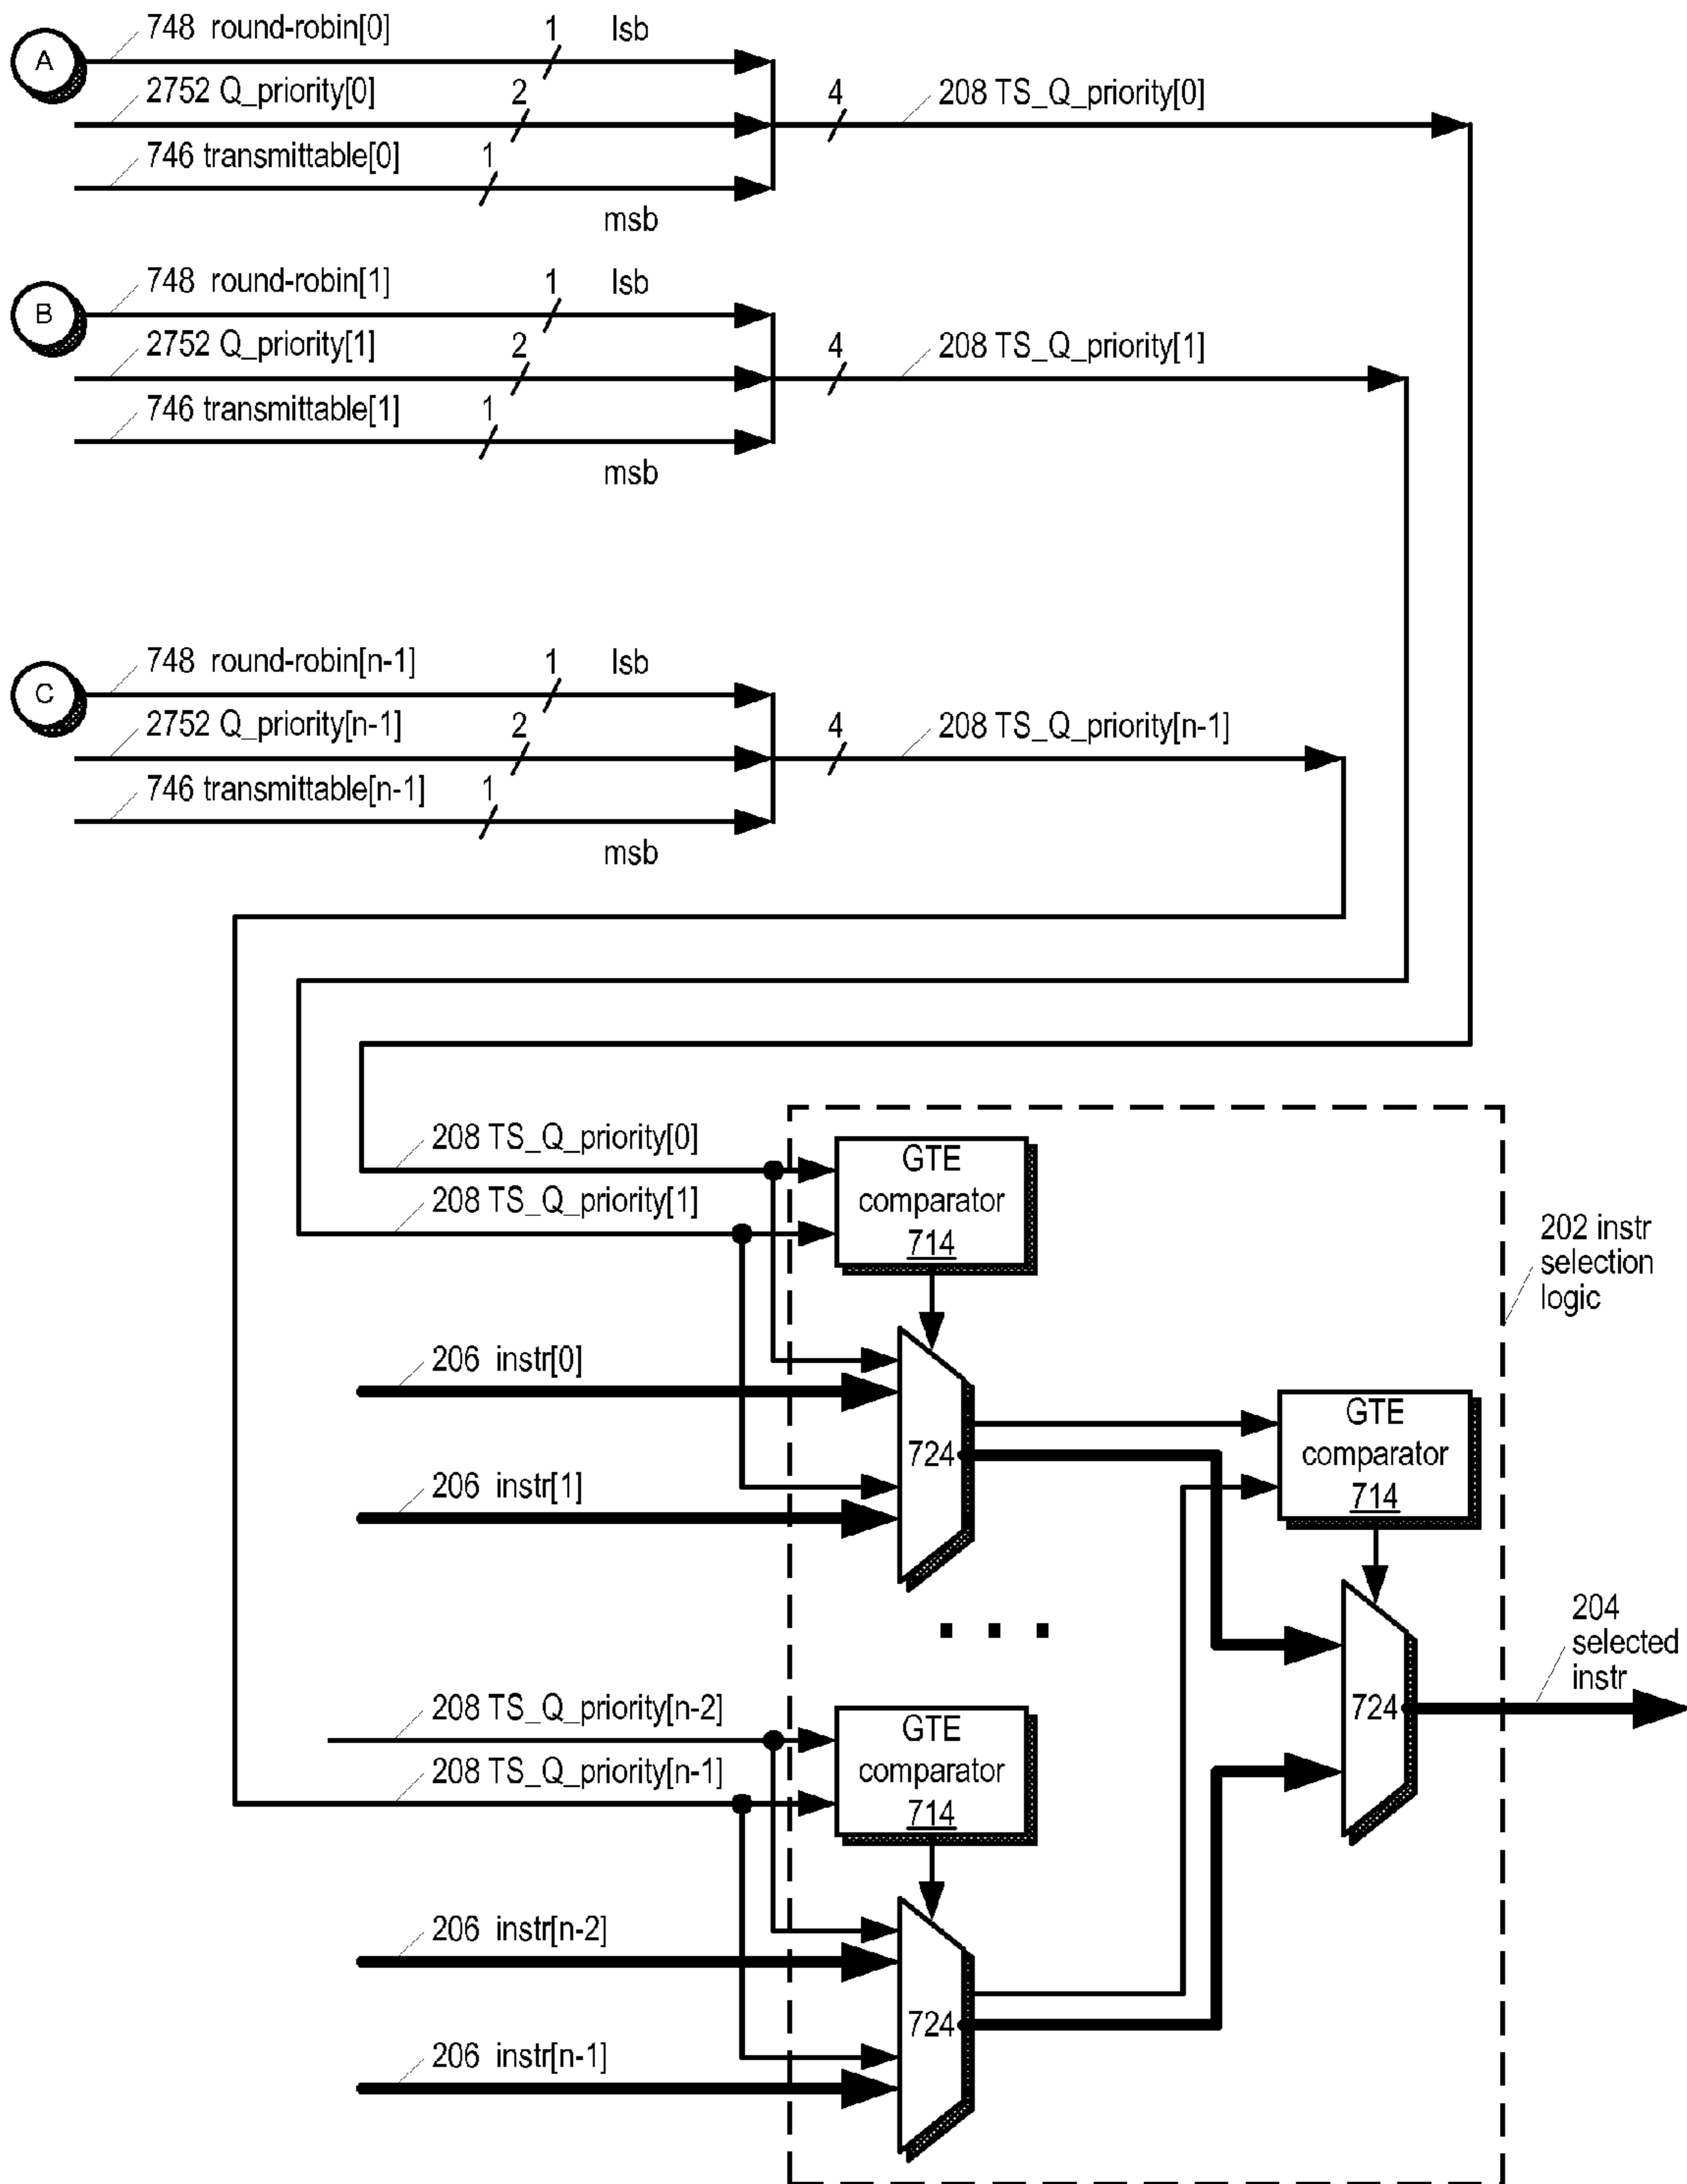 748 round-robin[0] 1 lsb
A
2752 Q_priority[0] 2 4 208 TS_Q_priority[0]
746 transmittable[0] 1
msb
748 round-robin[1] 1 lsb
B
2752 Q_priority[1] 2 4 208 TS_Q_priority[1]
746 transmittable[1] 1
msb
748 round-robin[n-1] 1 lsb
C
2752 Q_priority[n-1] 2 4 208 TS_Q_priority[n-1]
746 transmittable[n-1] 1
msb
208 TS_Q_priority[0]
GTE
comparator
714
208 TS_Q_priority[1]
202 instr
selection
logic
206 instr[0]
724
206 instr[1]
GTE
comparator
714
204
selected
instr
724
208 TS_Q_priority[n-2]
GTE
comparator
714
208 TS_Q_priority[n-1]
206 instr[n-2]
724
206 instr[n-1]